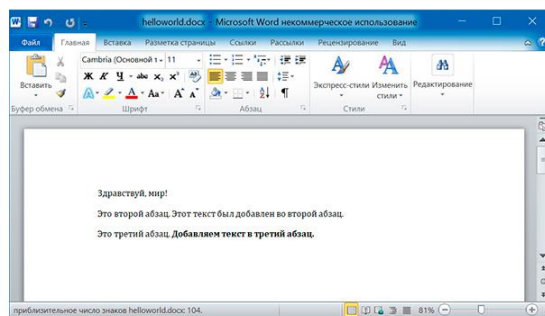 helloworld.docx - Microsoft Word некоммерческое использование
Файл Главная Вставка Разметка страницы Ссылки Рассылки Рецензирование Вид
Cambria (Основной т 11
Вставить
Ж К Ч abc x₂ x²
Aa A A
Экспресс-стили Изменить стили Редактирование
Буфер обмена Шрифт Абзац Стили
Здравствуй, мир!
Это второй абзац. Этот текст был добавлен во второй абзац.
Это третий абзац. Добавляем текст в третий абзац.
приблизительное число знаков helloworld.docx: 104. 81%